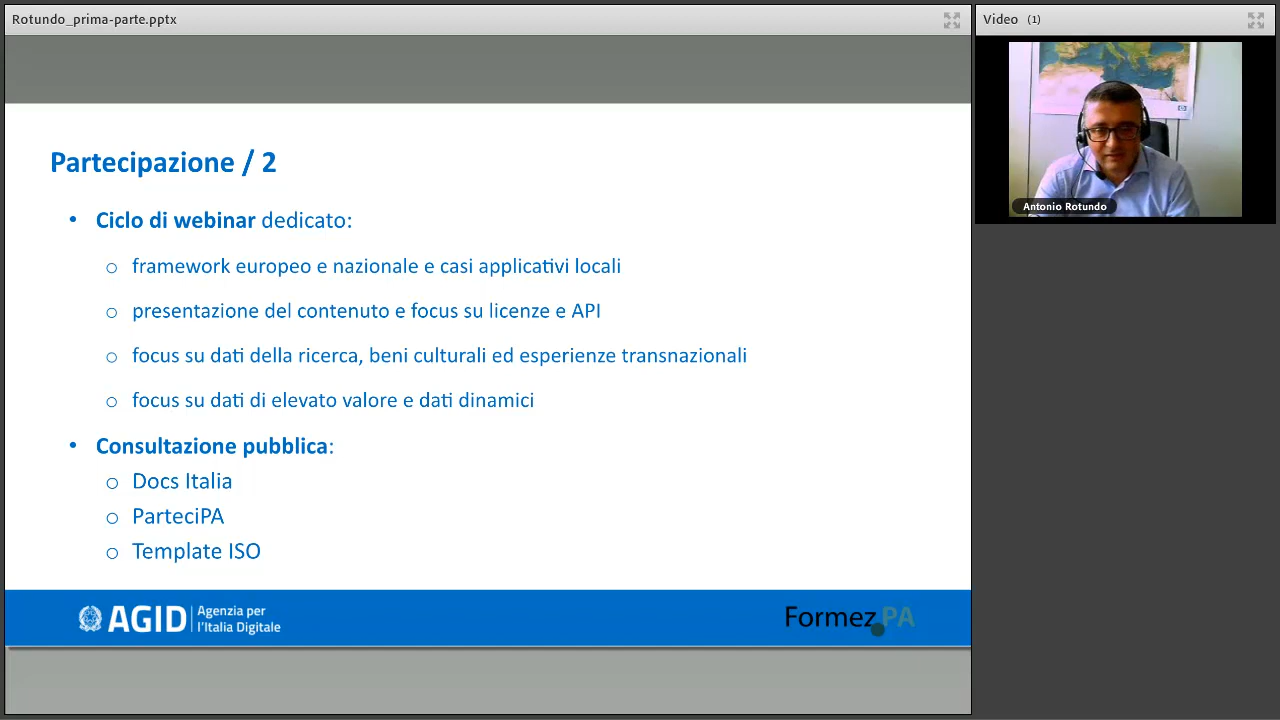 Rotundo_prima-parte.pptx
Video (1)
Antonio Rotundo
Partecipazione / 2
• Ciclo di webinar dedicato:
o framework europeo e nazionale e casi applicativi locali
o presentazione del contenuto e focus su licenze e API
o focus su dati della ricerca, beni culturali ed esperienze transnazionali
o focus su dati di elevato valore e dati dinamici
• Consultazione pubblica:
o Docs Italia
o ParteciPA
o Template ISO
AGID Agenzia per
l'Italia Digitale
Formez PA